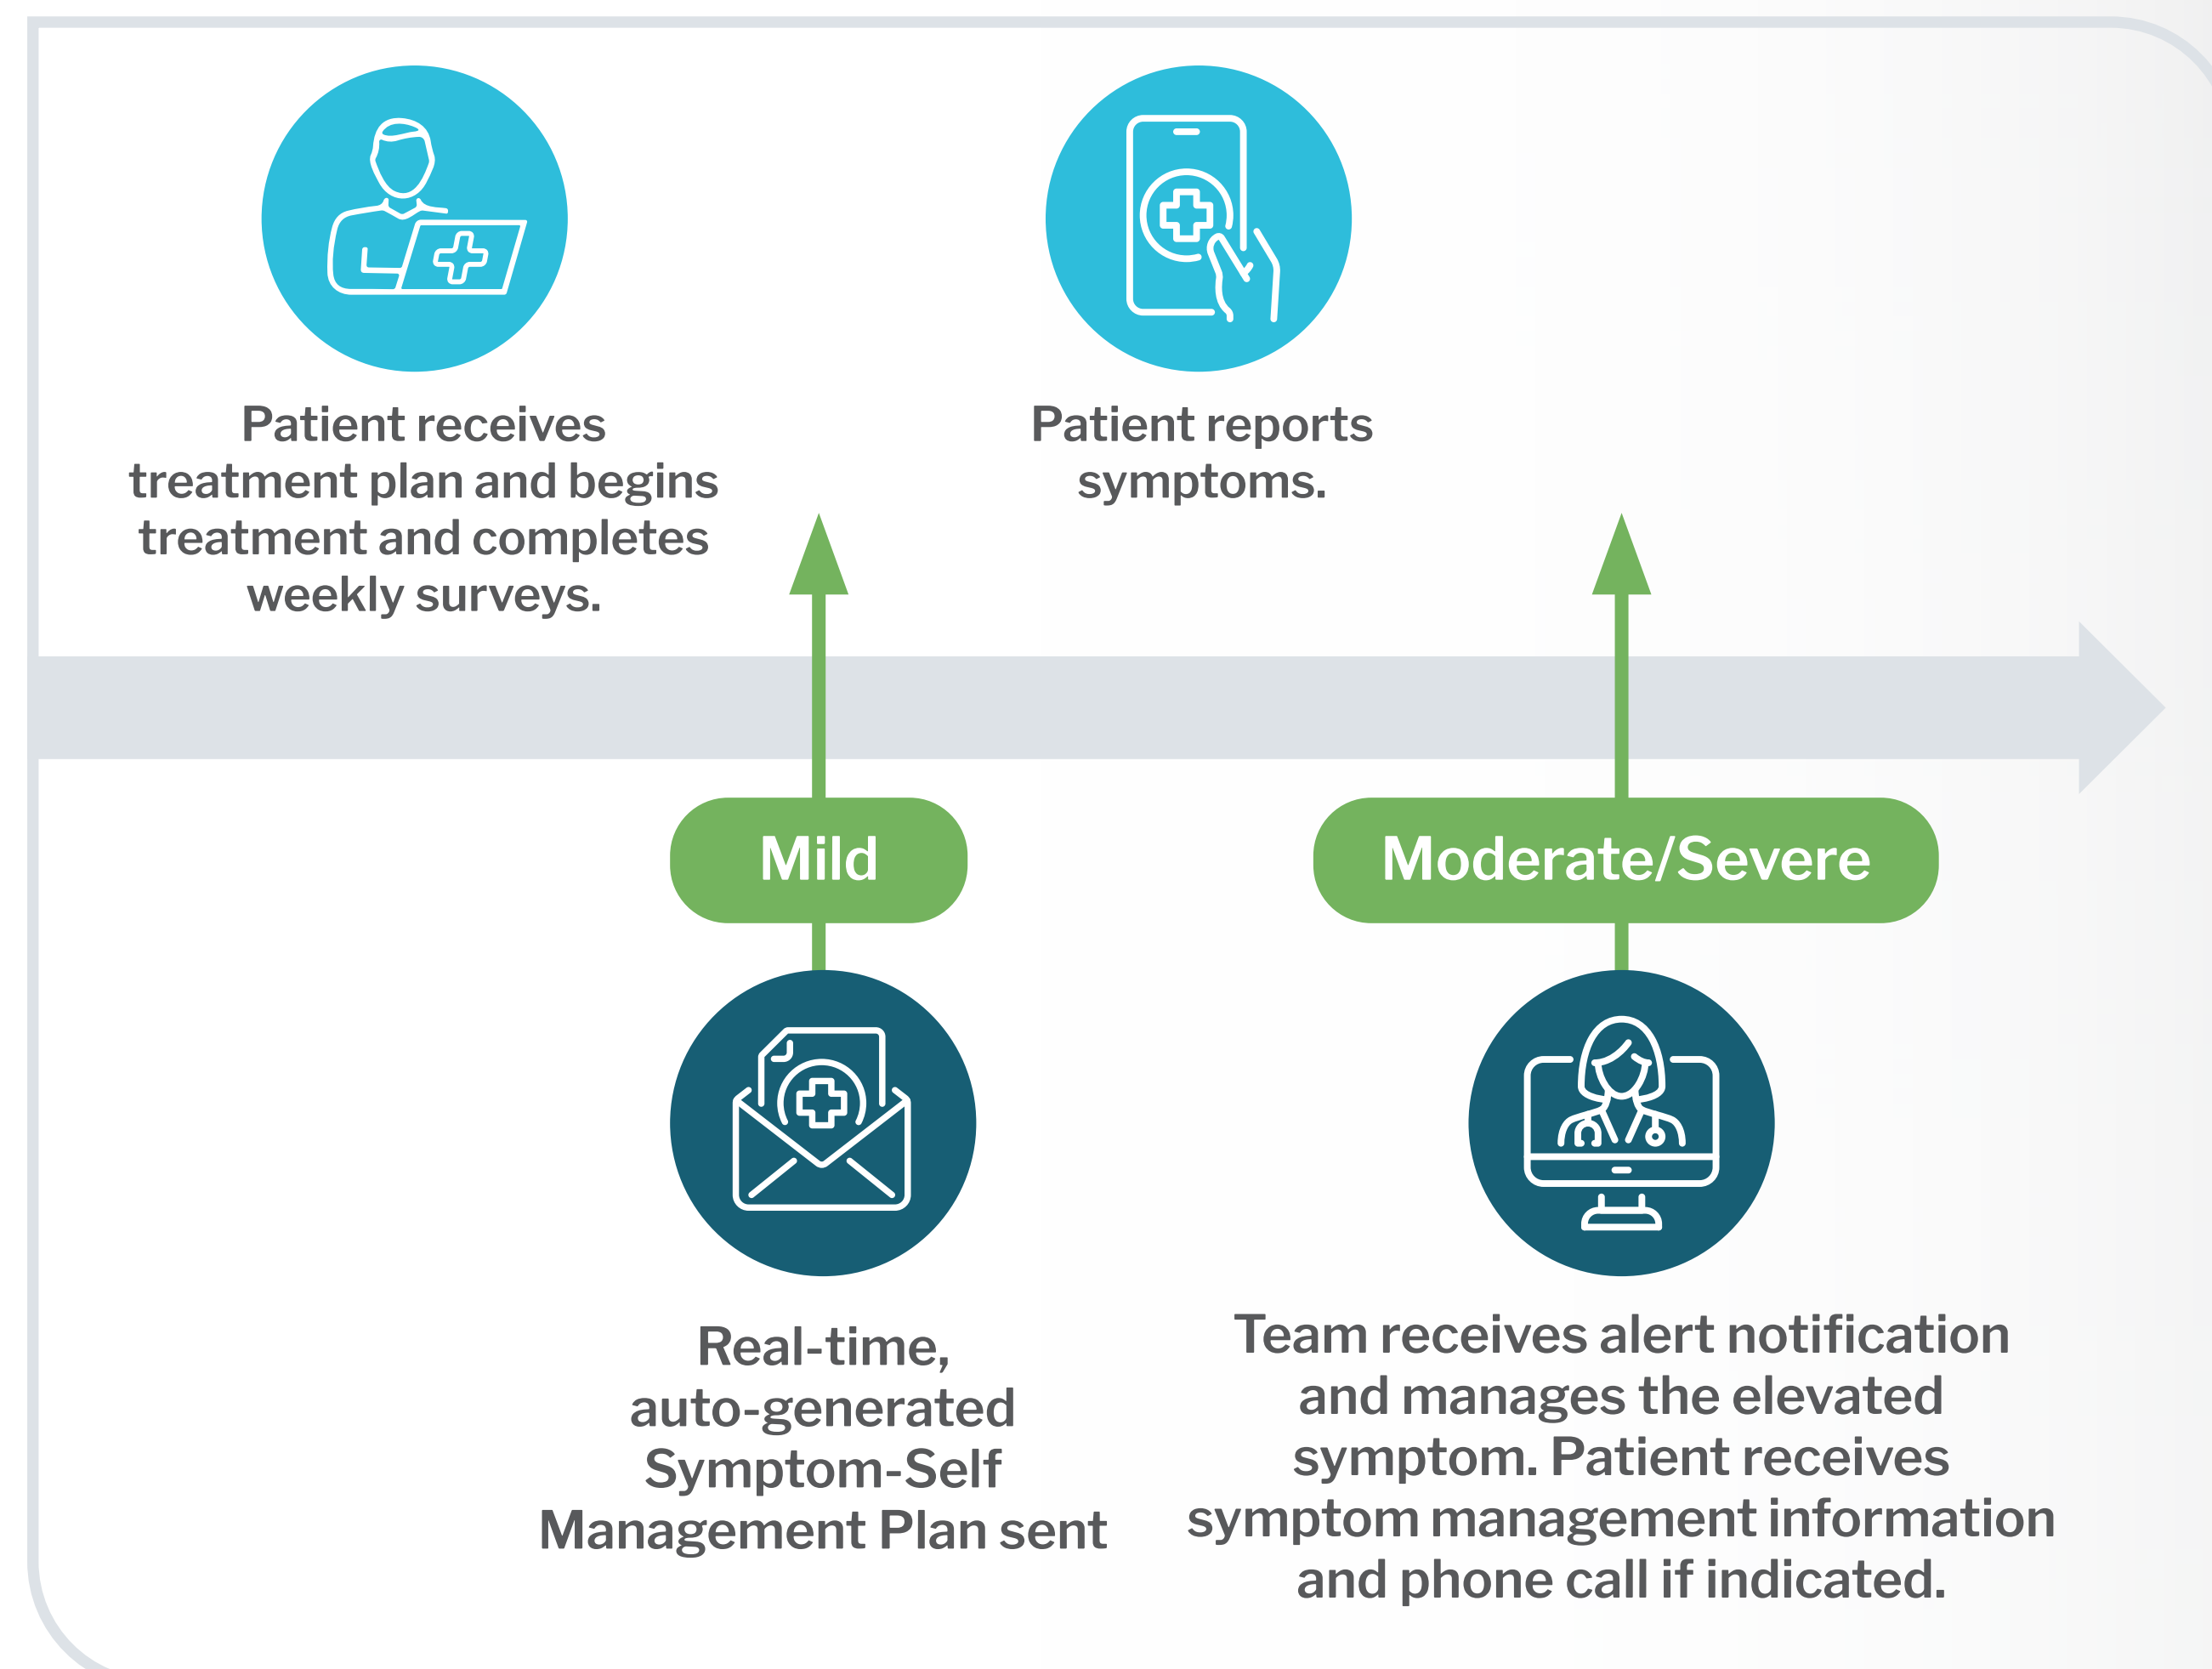 Patient receives
treatment plan and begins
treatment and completes
weekly surveys.
Patient reports
symptoms.
Mild
Moderate/Severe
Real-time,
auto-generated
Sympton-Self
Management Plan sent
Team receives alert notification
and manages the elevated
symptom. Patient receives
symptom management information
and phone call if indicated.